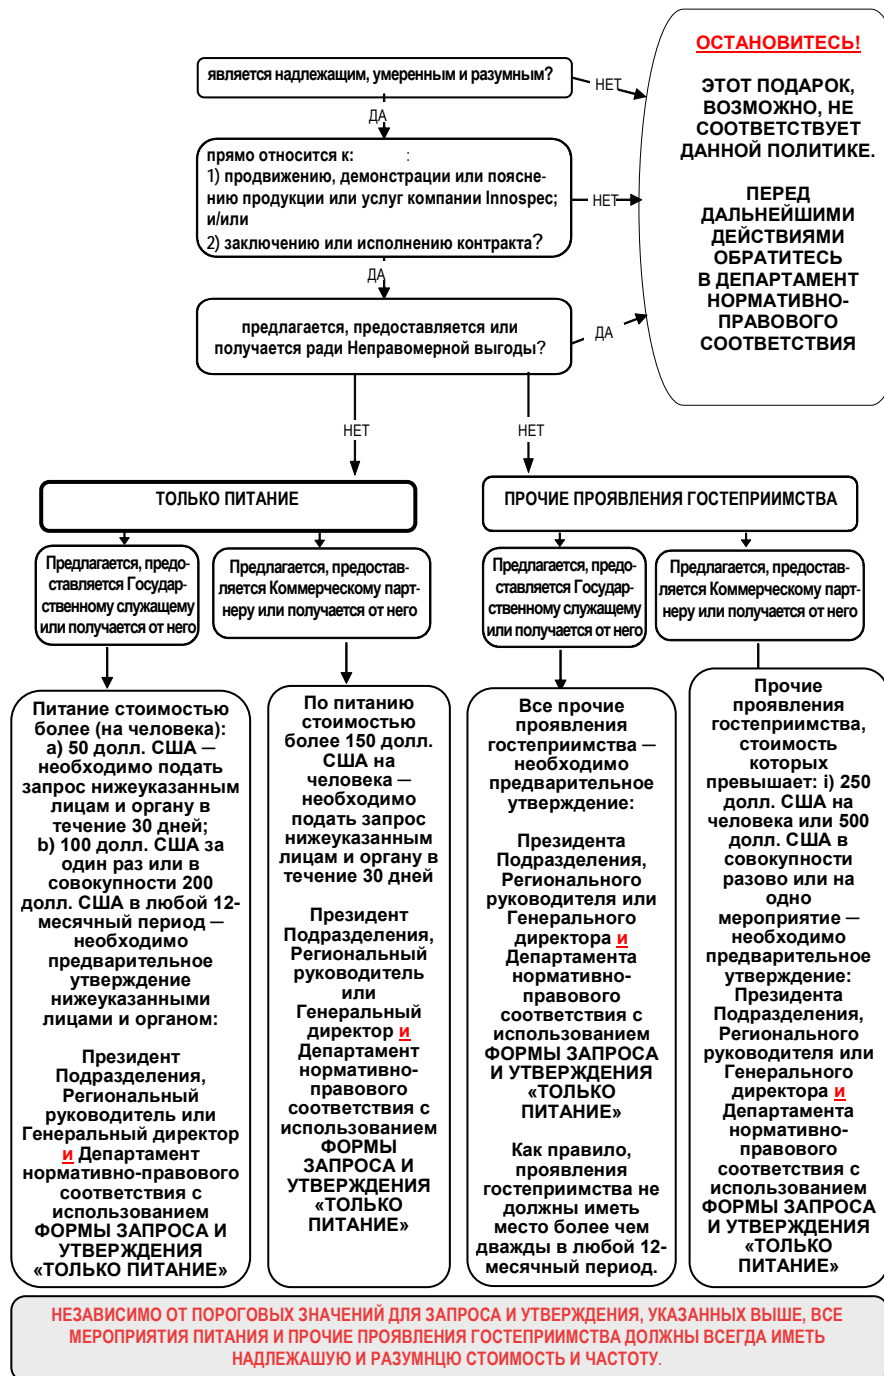 является надлежащим, умеренным и разумным?
НЕТ
ДА
прямо относится к: :
1) продвижению, демонстрации или поясне-
нию продукции или услуг компании Innospec;
и/или
2) заключению или исполнению контракта?
НЕТ
ДА
предлагается, предоставляется или
получается ради Неправомерной выгоды?
ДА
ОСТАНОВИТЕСЬ!
ЭТОТ ПОДАРОК,
ВОЗМОЖНО, НЕ
СООТВЕТСТВУЕТ
ДАННОЙ ПОЛИТИКЕ.
ПЕРЕД
ДАЛЬНЕЙШИМИ
ДЕЙСТВИЯМИ
ОБРАТИТЕСЬ
В ДЕПАРТАМЕНТ
НОРМАТИВНО-
ПРАВОВОГО
СООТВЕТСТВИЯ
НЕТ
НЕТ
ТОЛЬКО ПИТАНИЕ
ПРОЧИЕ ПРОЯВЛЕНИЯ ГОСТЕПРИИМСТВА
Предлагается, предо-
ставляется Государ-
ственному служащему
или получается от него
Предлагается, предостав-
ляется Коммерческому парт-
неру или получается от него
Предлагается, предо-
ставляется Государ-
ственному служащему
или получается от него
Предлагается, предостав-
ляется Коммерческому парт-
неру или получается от него
Питание стоимостью
более (на человека):
a) 50 долл. США —
необходимо подать
запрос нижеуказанным
лицам и органу в
течение 30 дней;
b) 100 долл. США за
один раз или в
совокупности 200
долл. США в любой 12-
месячный период —
необходимо
предварительное
утверждение
нижеуказанными
лицами и органом:
Президент
Подразделения,
Региональный
руководитель или
Генеральный директор
и Департамент
нормативно-правового
соответствия с
использованием
ФОРМЫ ЗАПРОСА И
УТВЕРЖДЕНИЯ
«ТОЛЬКО ПИТАНИЕ»
По питанию
стоимостью
более 150 долл.
США на
человека —
необходимо
подать запрос
нижеуказанным
лицам и органу в
течение 30 дней
Президент
Подразделения,
Региональный
руководитель
или
Генеральный
директор и
Департамент
нормативно-
правового
соответствия с
использованием
ФОРМЫ
ЗАПРОСА И
УТВЕРЖДЕНИЯ
«ТОЛЬКО
ПИТАНИЕ»
Все прочие
проявления
гостеприимства —
необходимо
предварительное
утверждение:
Президента
Подразделения,
Регионального
руководителя или
Генерального
директора и
Департамента
нормативно-
правового
соответствия с
использованием
ФОРМЫ ЗАПРОСА
И УТВЕРЖДЕНИЯ
«ТОЛЬКО
ПИТАНИЕ»
Как правило,
проявления
гостеприимства не
должны иметь
место более чем
дважды в любой 12-
месячный период.
Прочие
проявления
гостеприимства,
стоимость
которых
превышает: i) 250
долл. США на
человека или 500
долл. США в
совокупности
разово или на
одно
мероприятие —
необходимо
предварительное
утверждение:
Президента
Подразделения,
Регионального
руководителя или
Генерального
директора и
Департамента
нормативно-
правового
соответствия с
использованием
ФОРМЫ ЗАПРОСА
И УТВЕРЖДЕНИЯ
«ТОЛЬКО
ПИТАНИЕ»
НЕЗАВИСИМО ОТ ПОРОГОВЫХ ЗНАЧЕНИЙ ДЛЯ ЗАПРОСА И УТВЕРЖДЕНИЯ, УКАЗАННЫХ ВЫШЕ, ВСЕ
МЕРОПРИЯТИЯ ПИТАНИЯ И ПРОЧИЕ ПРОЯВЛЕНИЯ ГОСТЕПРИИМСТВА ДОЛЖНЫ ВСЕГДА ИМЕТЬ
НАДЛЕЖАШУЮ И РАЗУМНЦЮ СТОИМОСТЬ И ЧАСТОТУ.